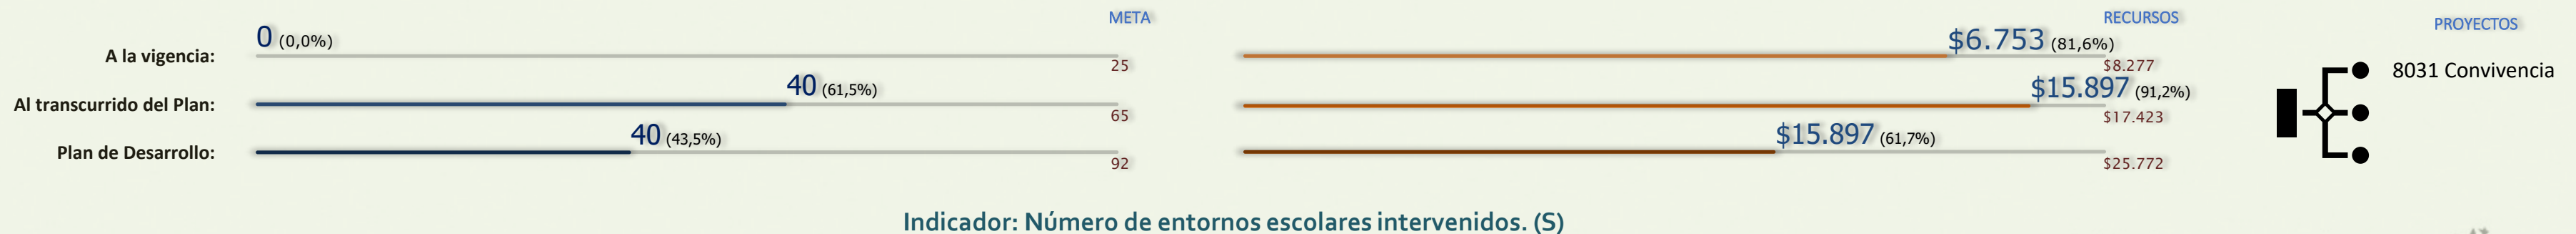 META
RECURSOS
PROYECTOS
A la vigencia:
0 (0,0%)
25
$6.753 (81,6%)
$8.277
8031 Convivencia
Al transcurrido del Plan:
40 (61,5%)
65
$15.897 (91,2%)
$17.423
Plan de Desarrollo:
40 (43,5%)
92
$15.897 (61,7%)
$25.772
Indicador: Número de entornos escolares intervenidos. (S)